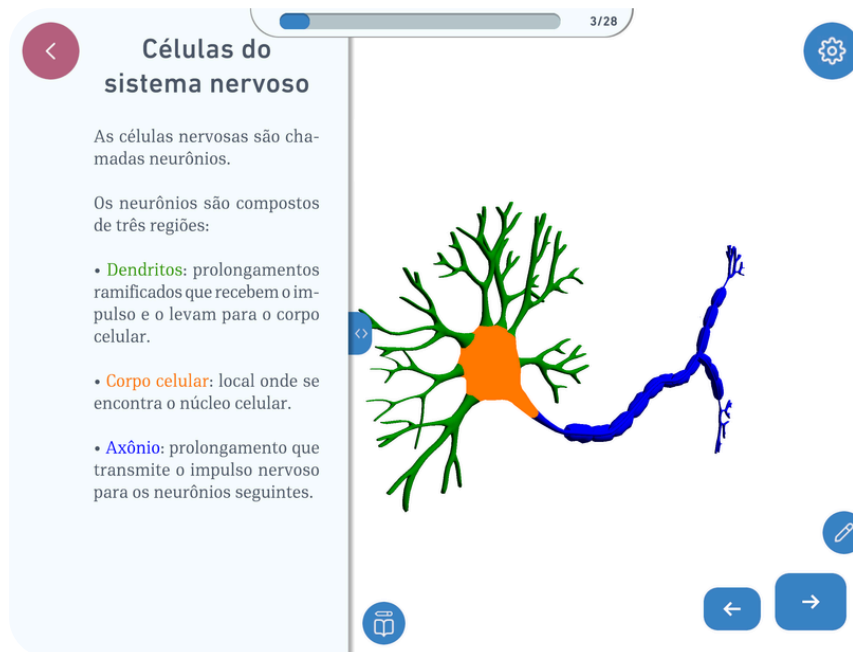 3/28
Células do
sistema nervoso
As células nervosas são cha-
madas neurônios.
Os neurônios são compostos
de três regiões:
• Dendritos: prolongamentos
ramificados que recebem o im-
pulso e o levam para o corpo
celular.
• Corpo celular: local onde se
encontra o núcleo celular.
• Axônio: prolongamento que
transmite o impulso nervoso
para os neurônios seguintes.